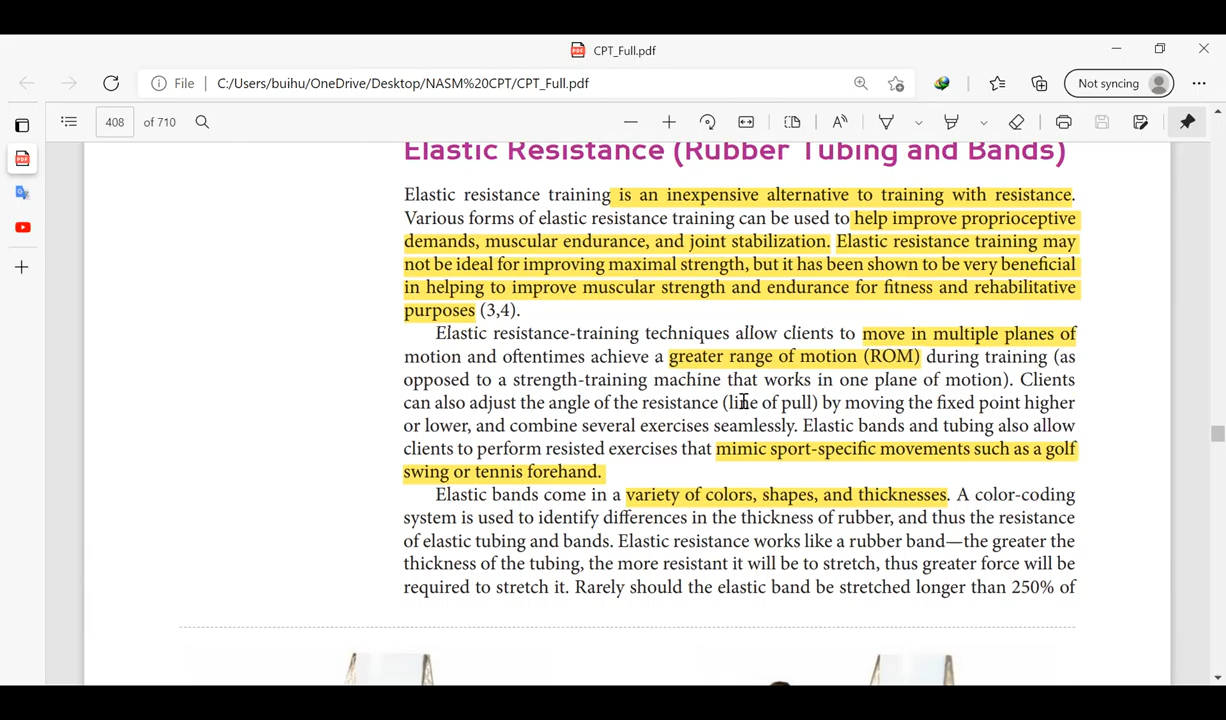 CPT_Full.pdf
File
C:/Users/buihu/OneDrive/Desktop/NASM%20CPT/CPT_Full.pdf
Not syncing
408 of 710
Elastic Resistance (Rubber Tubing and Bands)
Elastic resistance training is an inexpensive alternative to training with resistance.
Various forms of elastic resistance training can be used to help improve proprioceptive
demands, muscular endurance, and joint stabilization. Elastic resistance training may
not be ideal for improving maximal strength, but it has been shown to be very beneficial
in helping to improve muscular strength and endurance for fitness and rehabilitative
purposes (3,4).
Elastic resistance-training techniques allow clients to move in multiple planes of
motion and oftentimes achieve a greater range of motion (ROM) during training (as
opposed to a strength-training machine that works in one plane of motion). Clients
can also adjust the angle of the resistance (line of pull) by moving the fixed point higher
or lower, and combine several exercises seamlessly. Elastic bands and tubing also allow
clients to perform resisted exercises that mimic sport-specific movements such as a golf
swing or tennis forehand.
Elastic bands come in a variety of colors, shapes, and thicknesses. A color-coding
system is used to identify differences in the thickness of rubber, and thus the resistance
of elastic tubing and bands. Elastic resistance works like a rubber band—the greater the
thickness of the tubing, the more resistant it will be to stretch, thus greater force will be
required to stretch it. Rarely should the elastic band be stretched longer than 250% of